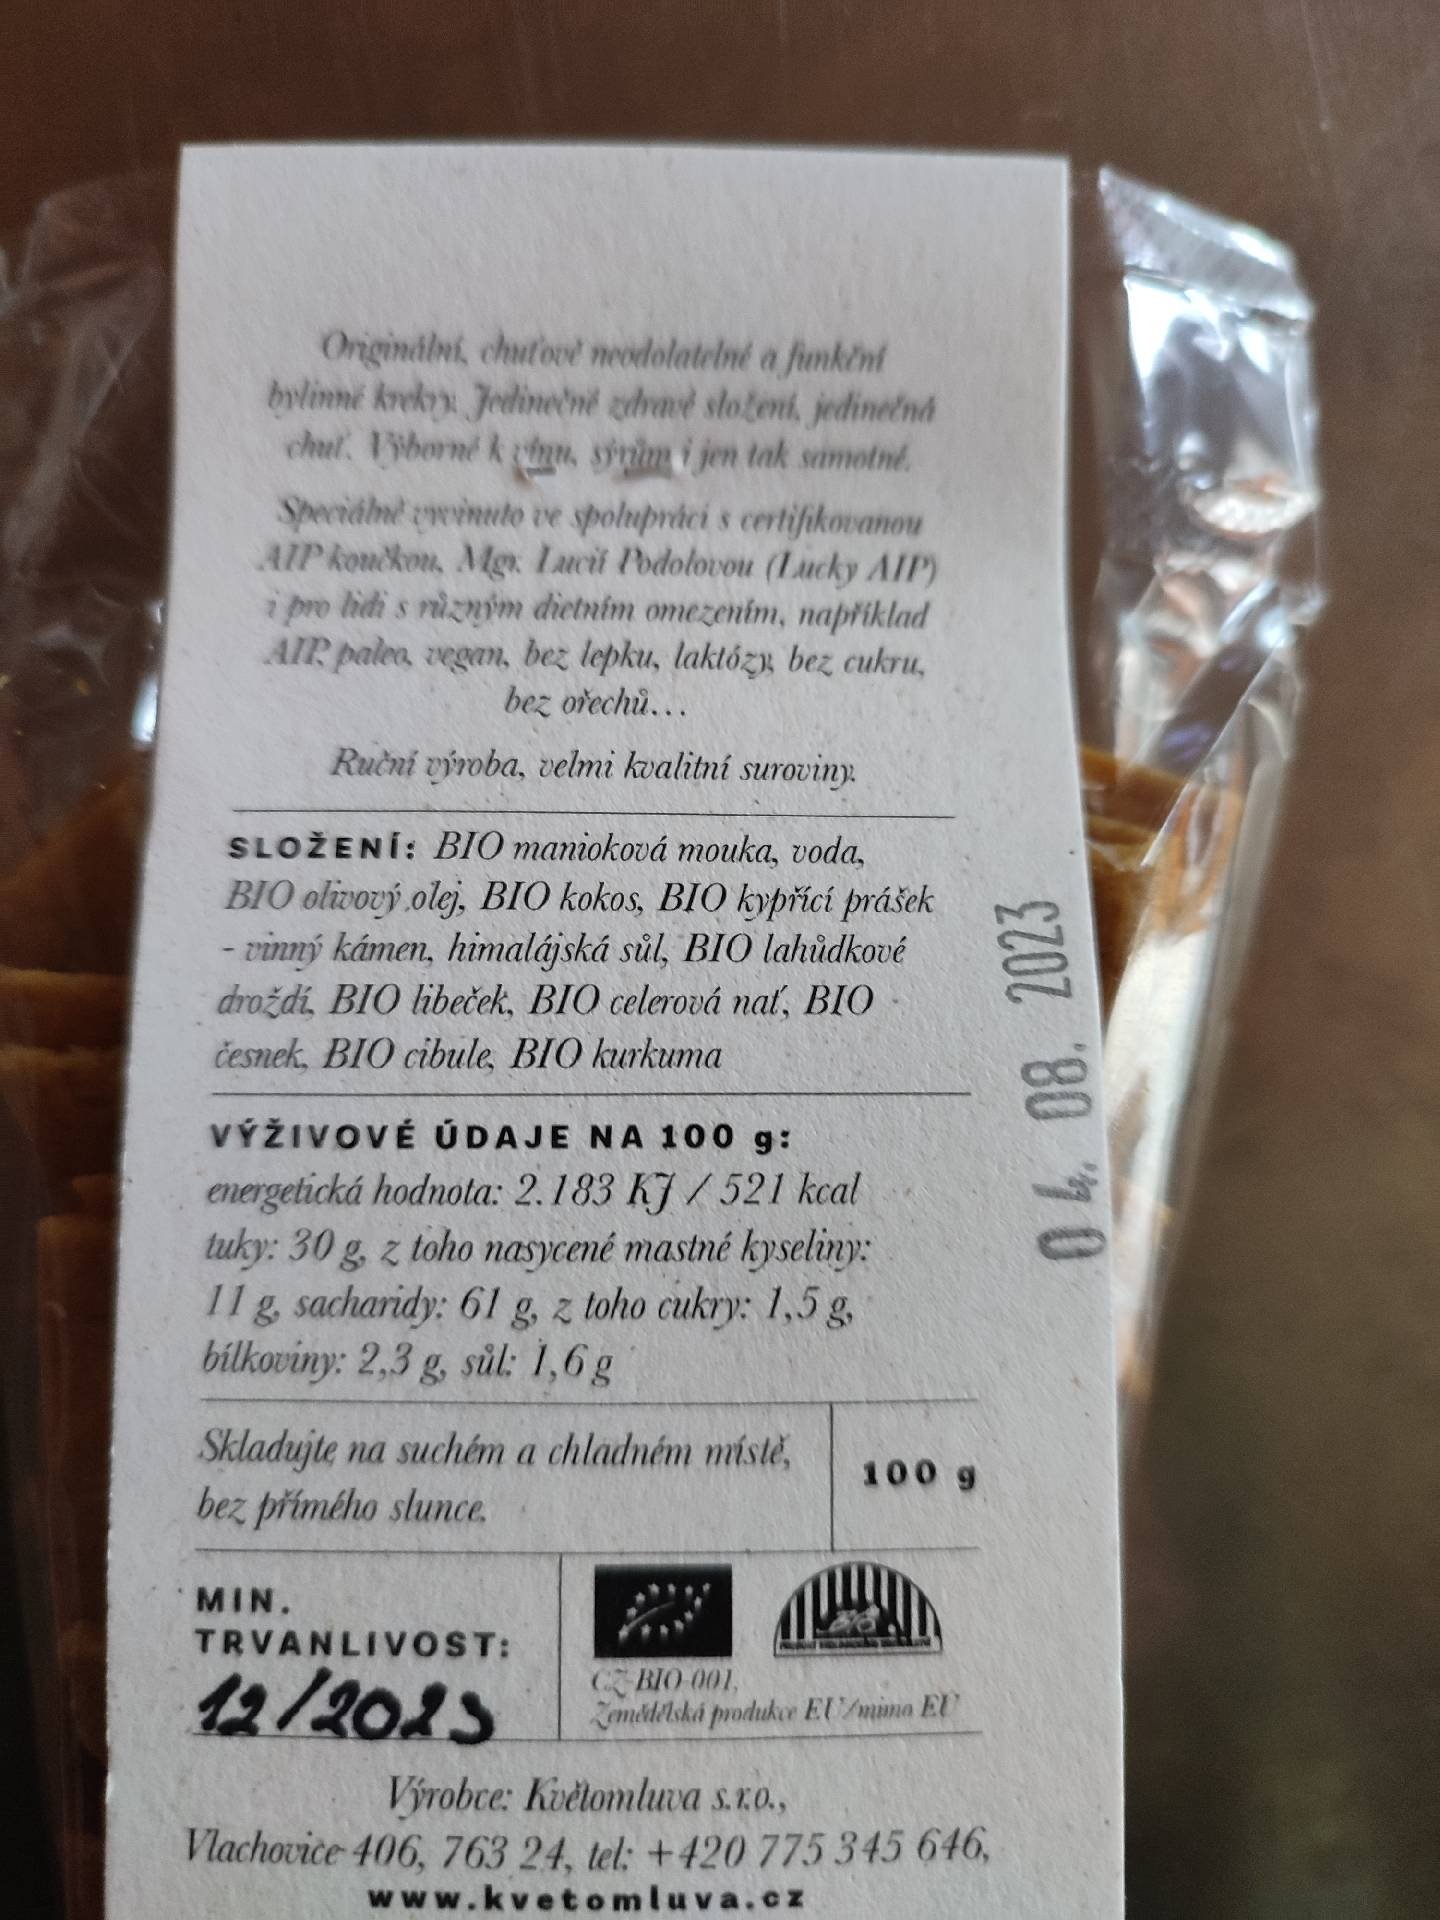 Originální, chuťově neodolatelné a funkční
bylinné krekry. Jedinečně zdravé složení, jedinečná
chuť. Výborné k vínu, sýrům i jen tak samotné.
Speciálně vyvinuto ve spolupráci s certifikovanou
AIP koučkou, Mgr. Lucií Podolovou (Lucky AIP)
i pro lidi s různým dietním omezením, například
AIP, paleo, vegan, bez lepku, laktózy, bez cukru,
bez ořechů...
Ruční výroba, velmi kvalitní suroviny.
SLOŽENÍ: BIO manioková mouka, voda,
BIO olivový olej, BIO kokos, BIO kypřící prášek
- vinný kámen, himalájská sůl, BIO lahůdkové
droždí, BIO libeček, BIO celerová nať, BIO
česnek, BIO cibule, BIO kurkuma
04. 08. 2023
VÝŽIVOVÉ ÚDAJE NA 100 g:
energetická hodnota: 2.183 KJ / 521 kcal
tuky: 30 g, z toho nasycené mastné kyseliny:
11 g, sacharidy: 61 g, z toho cukry: 1,5 g,
bílkoviny: 2,3 g, sůl: 1,6 g
Skladujte na suchém a chladném místě,
bez přímého slunce.
100 g
MIN.
TRVANLIVOST:
12/2023
BIO
CZ-BIO-001,
Zemědělská produkce EU/mimo EU
Výrobce: Květomluva s.r.o.,
Vlachovice 406, 763 24, tel: +420 775 345 646,
www.kvetomluva.cz